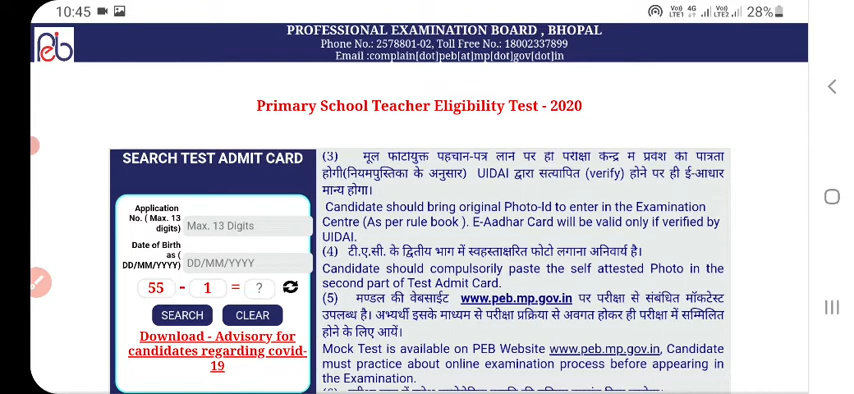 10:45
Vo) 4G
LTE1
Vo)
LTE2
28%
Peb
PROFESSIONAL EXAMINATION BOARD , BHOPAL
Phone No.: 2578801-02, Toll Free No.: 18002337899
Email :complain[dot]peb[at]mp[dot]gov[dot]in
Primary School Teacher Eligibility Test - 2020
SEARCH TEST ADMIT CARD
Application
No. ( Max. 13
digits)
Max. 13 Digits
Date of Birth
as (
DD/MM/YYYY)
DD/MM/YYYY
55 - 1 = ?
SEARCH CLEAR
Download - Advisory for
candidates regarding covid-
19
(3) मूल फोटोयुक्त पहचान-पत्र लाने पर ही परीक्षा केन्द्र में प्रवेश की पात्रता
होगी(नियमपुस्तिका के अनुसार) UIDAI द्वारा सत्यापित (verify) होने पर ही ई-आधार
मान्य होगा।
Candidate should bring original Photo-Id to enter in the Examination
Centre (As per rule book). E-Aadhar Card will be valid only if verified by
UIDAI.
(4) टी.ए.सी. के द्वितीय भाग में स्वहस्ताक्षरित फोटो लगाना अनिवार्य है।
Candidate should compulsorily paste the self attested Photo in the
second part of Test Admit Card.
(5) मण्डल की वेबसाईट www.peb.mp.gov.in पर परीक्षा से संबंधित मॉकटेस्ट
उपलब्ध है। अभ्यर्थी इसके माध्यम से परीक्षा प्रक्रिया से अवगत होकर ही परीक्षा में सम्मिलित
होने के लिए आयें।
Mock Test is available on PEB Website www.peb.mp.gov.in, Candidate
must practice about online examination process before appearing in
the Examination.